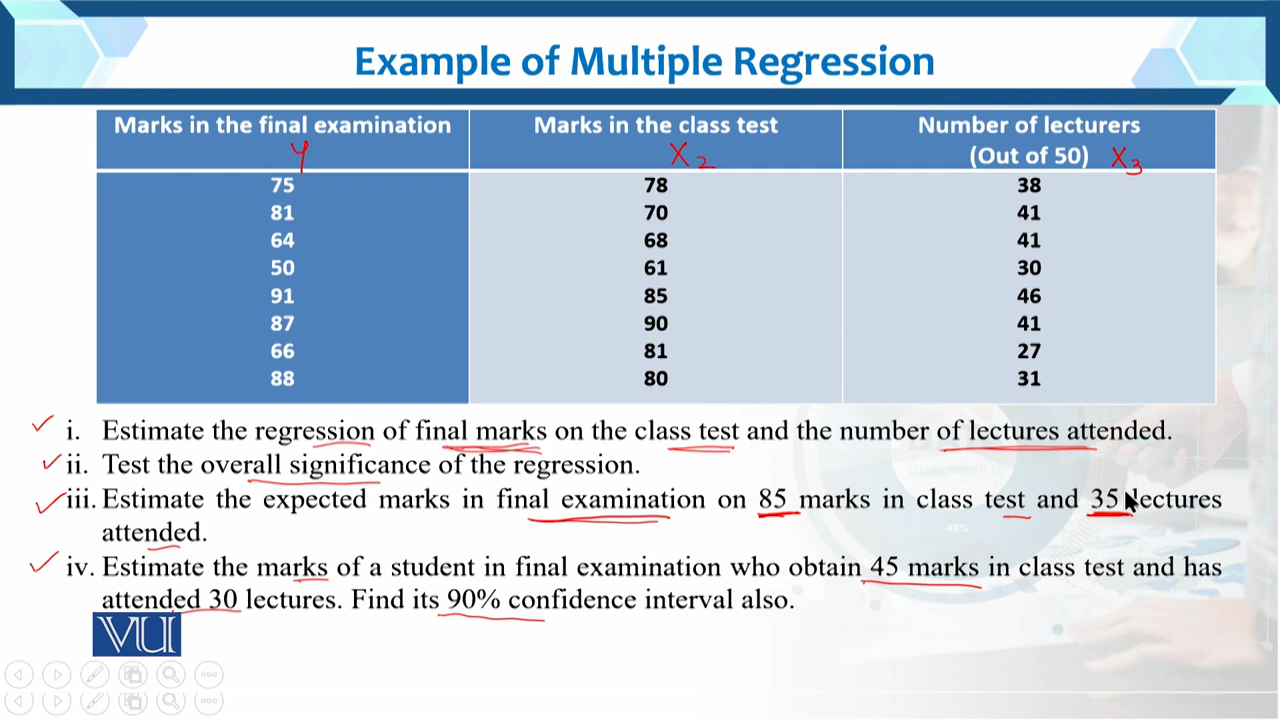 Example of Multiple Regression
Marks in the final examination Marks in the class test Number of lecturers
(Out of 50)
Y X2 X3
75 78 38
81 70 41
64 68 41
50 61 30
91 85 46
87 90 41
66 81 27
88 80 31
i. Estimate the regression of final marks on the class test and the number of lectures attended.
ii. Test the overall significance of the regression.
iii. Estimate the expected marks in final examination on 85 marks in class test and 35 lectures
attended.
iv. Estimate the marks of a student in final examination who obtain 45 marks in class test and has
attended 30 lectures. Find its 90% confidence interval also.
VU